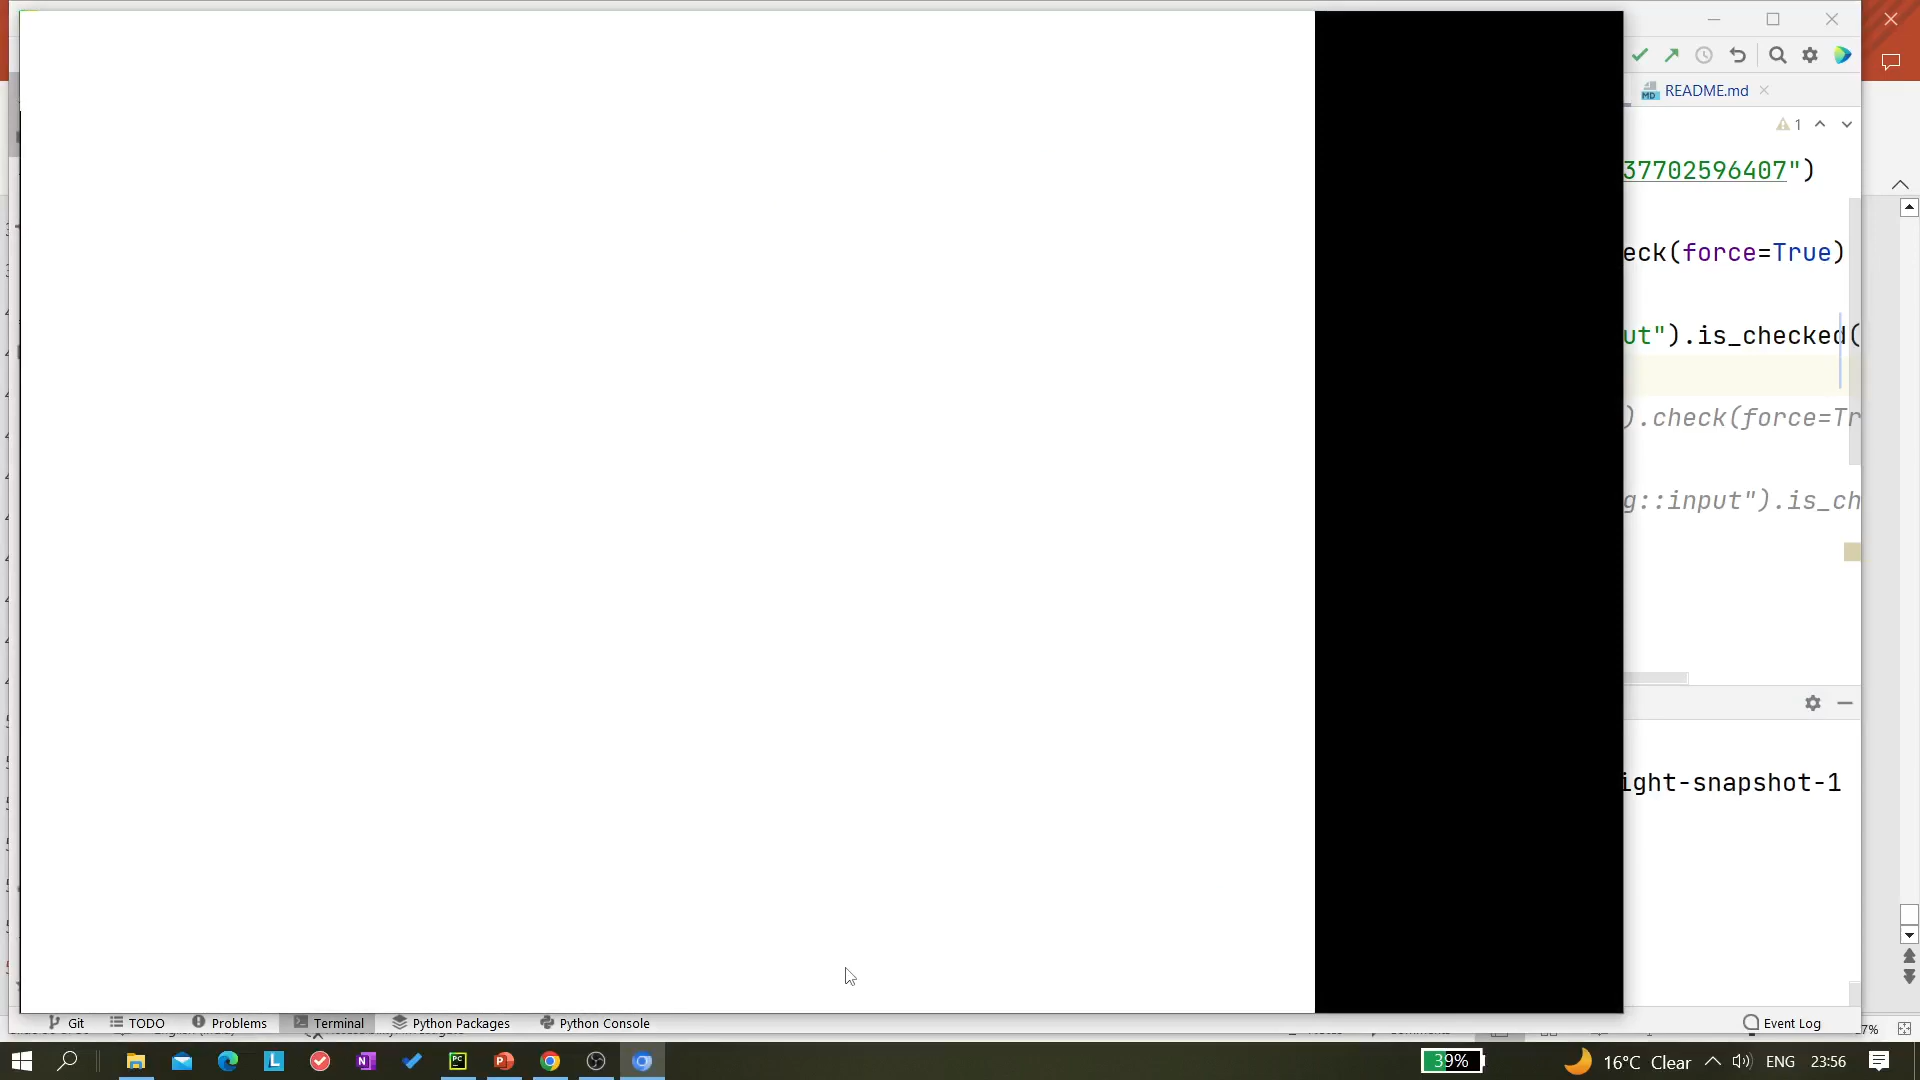 README.md
1
37702596407")
eck(force=True)
ut").is_checked(
).check(force=Tr
g::input").is_ch
ight-snapshot-1
Git TODO Problems Terminal Python Packages Python Console Event Log
7%
39% 16°C Clear ENG 23:56